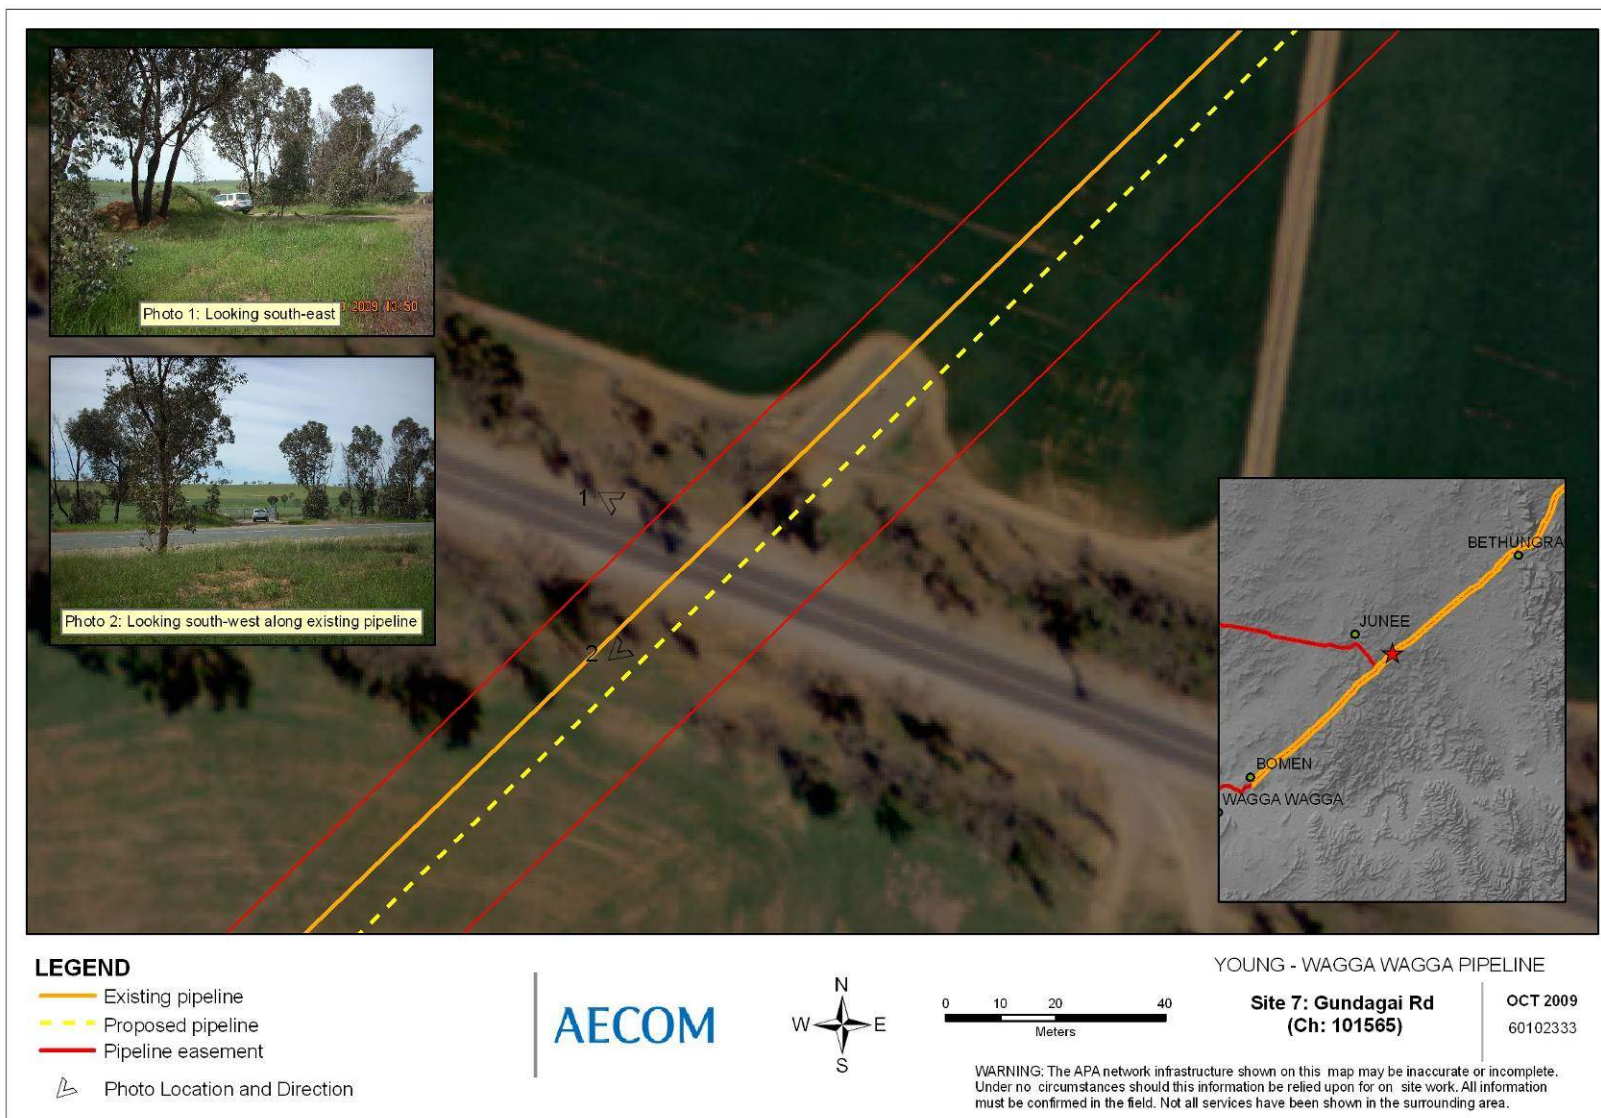 Photo 1: Looking south-east
2009
Photo 2: Looking south-west along existing pipeline
1
2
BETHUNGRA
JUNEE
BOMEN
WAGGA WAGGA
LEGEND
Existing pipeline
Proposed pipeline
Pipeline easement
Photo Location and Direction
AECOM
N
W E
S
0 10 20 40
Meters
YOUNG - WAGGA WAGGA PIPELINE
Site 7: Gundagai Rd
(Ch: 101565)
OCT 2009
60102333
WARNING: The APA network infrastructure shown on this map may be inaccurate or incomplete.
Under no circumstances should this information be relied upon for on site work. All information
must be confirmed in the field. Not all services have been shown in the surrounding area.